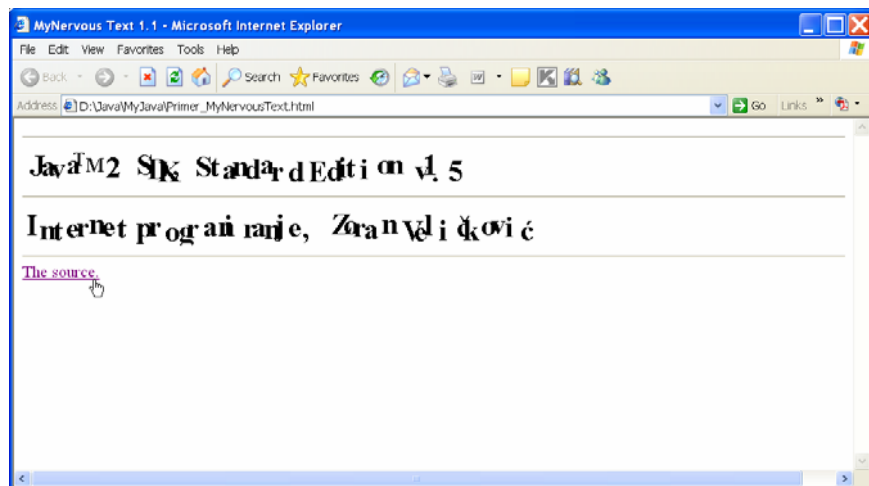 MyNervous Text 1.1 - Microsoft Internet Explorer
File Edit View Favorites Tools Help
Back Search Favorites
Address D:\Java\MyJava\Primer_MyNervousText.html Go Links »
Java™2 SDK Standard Edition v1.5
Internet programiranje, Zoran Veličković
The source.